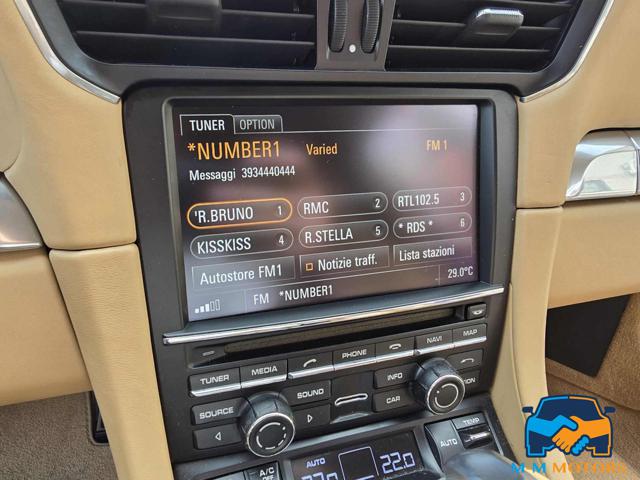 TUNER OPTION
*NUMBER1 Varied FM 1
Messaggi 3934440444
'R.BRUNO 1 RMC 2 RTL102.5 3
KISSKISS 4 R.STELLA 5 * RDS * 6
Autostore FM1 Notizie traff. Lista stazioni
FM *NUMBER1 29.0°C
TUNER MEDIA PHONE NAVI MAP
SOURCE SOUND INFO
CAR
A/C OFF AUTO 22.0 AUTO TEMP
M-M MOTORS